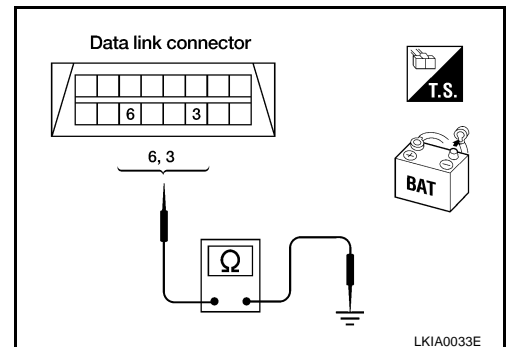 Data link connector
T.S.
6 3
6, 3
+ −
BAT
Ω
LKIA0033E